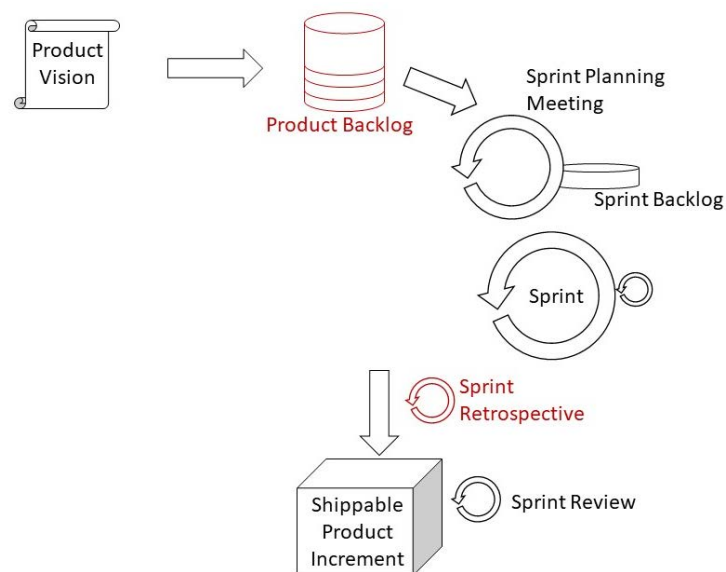 Product
Vision
Product Backlog
Sprint Planning
Meeting
Sprint Backlog
Sprint
Sprint
Retrospective
Shippable
Product
Increment
Sprint Review